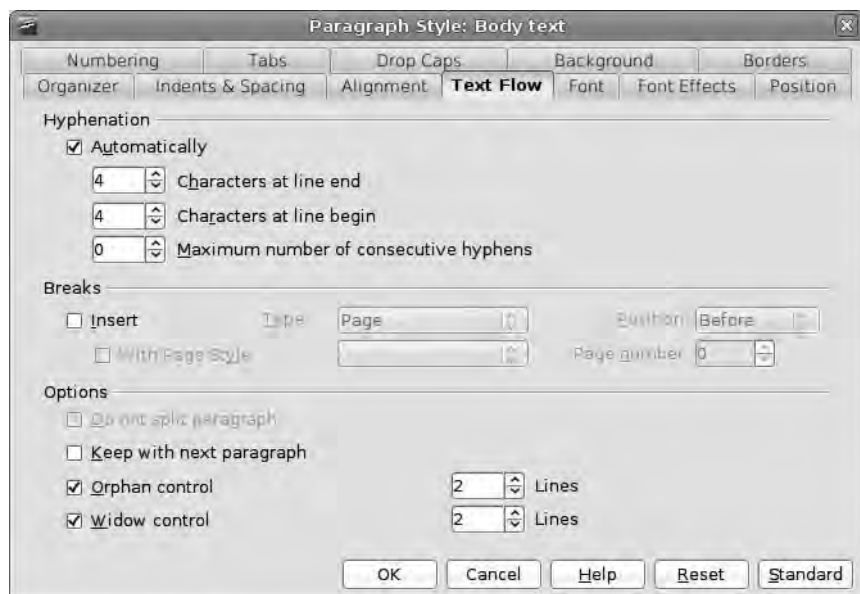 Paragraph Style: Body text
Numbering Tabs Drop Caps Background Borders
Organizer Indents & Spacing Alignment Text Flow Font Font Effects Position
Hyphenation
Automatically
4 Characters at line end
4 Characters at line begin
0 Maximum number of consecutive hyphens
Breaks
Insert Type Page Position Before
With Page Style Page number 0
Options
Do not split paragraph
Keep with next paragraph
Orphan control 2 Lines
Widow control 2 Lines
OK Cancel Help Reset Standard